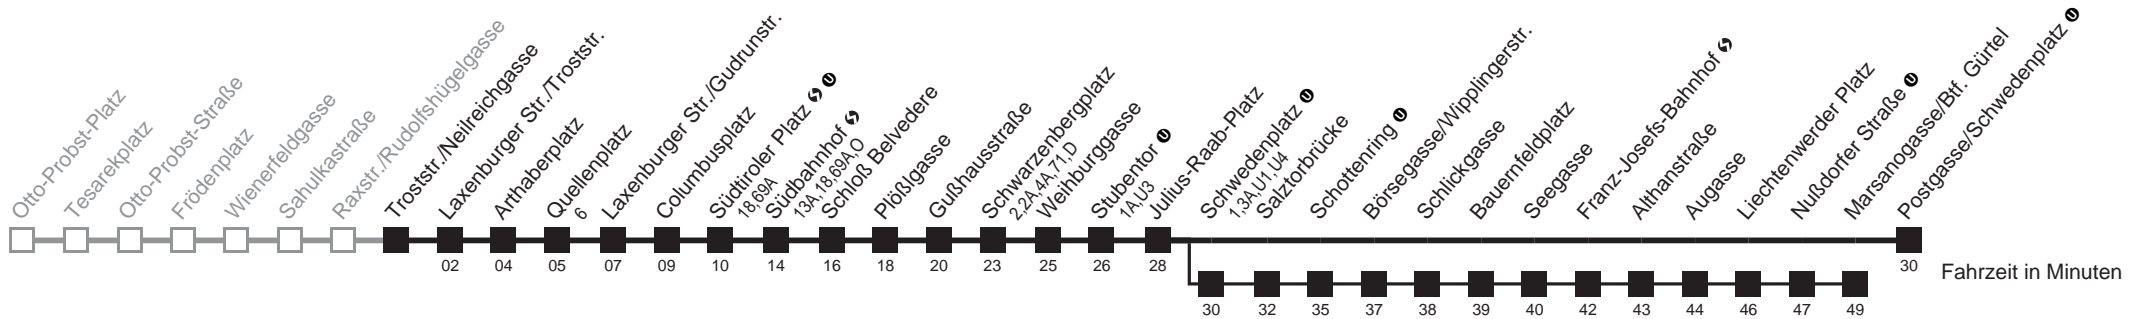 Otto-Probst-Platz
Tesarekplatz
Otto-Probst-Straße
Frödenplatz
Wienerfeldgasse
Sahulkastraße
Raxstr./Rudolfshügelgasse
Troststr./Neilreichgasse
Laxenburger Str./Troststr.
Arthaberplatz
Quellenplatz
6
Laxenburger Str./Gudrunstr.
Columbusplatz
Südtiroler Platz S U
18,69A
Südbahnhof S
13A,18,69A,O
Schloß Belvedere
Plößlgasse
Gußhausstraße
Schwarzenbergplatz
2,2A,4A,71,D
Weihburggasse
Stubentor U
1A,U3
Julius-Raab-Platz
Schwedenplatz U
1,3A,U1,U4
Salztorbrücke
Schottenring U
Börsegasse/Wipplingerstr.
Schlickgasse
Bauernfeldplatz
Seegasse
Franz-Josefs-Bahnhof S
Althanstraße
Augasse
Liechtenwerder Platz
Nußdorfer Straße U
Marsanogasse/Btf. Gürtel
Postgasse/Schwedenplatz U
02 04 05 07 09 10 14 16 18 20 23 25 26 28 30
Fahrzeit in Minuten
30 32 35 37 38 39 40 42 43 44 46 47 49